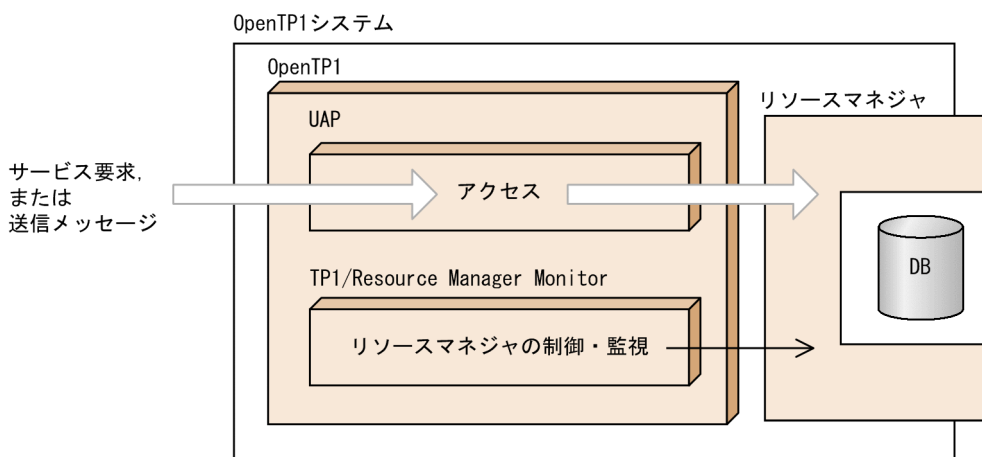 OpenTP1システム
OpenTP1
リソースマネジャ
UAP
サービス要求,
または
送信メッセージ
アクセス
DB
TP1/Resource Manager Monitor
リソースマネジャの制御・監視